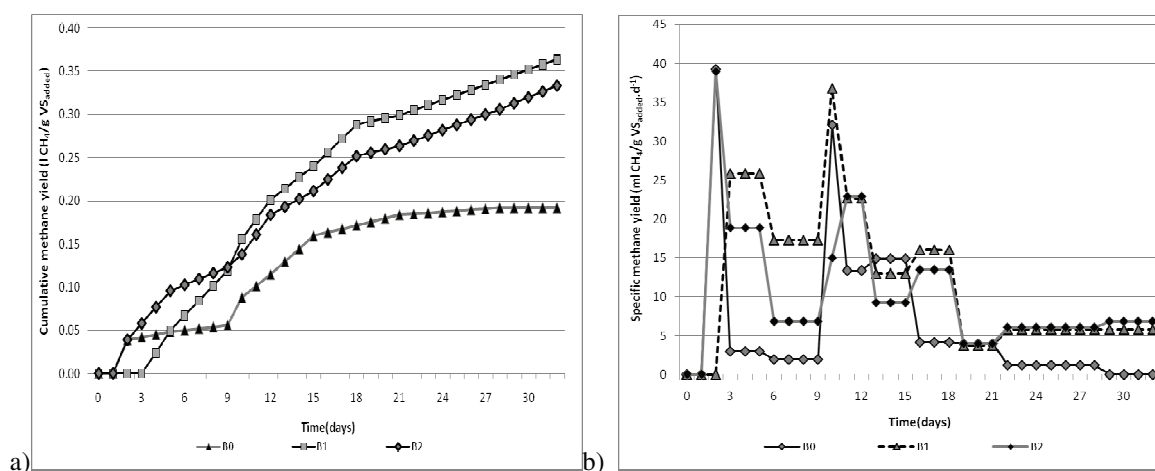 0.40
0.35
0.30
0.25
0.20
0.15
0.10
0.05
0.00
Cumulative methane yield (l CH₄/g VSadded)
0 3 6 9 12 15 18 21 24 27 30
Time(days)
B0 B1 B2
a)
45
40
35
30
25
20
15
10
5
0
Specific methane yield (ml CH₄/g VSadded.d⁻¹)
0 3 6 9 12 15 18 21 24 27 30
Time(days)
B0 B1 B2
b)